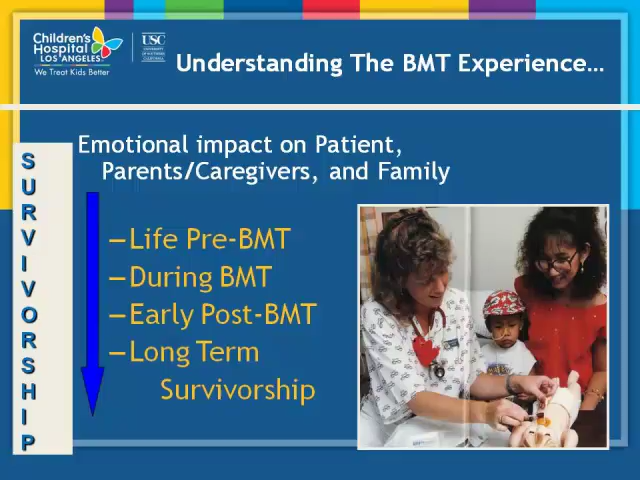 Children's
Hospital
LOS ANGELES
We Treat Kids Better
USC
Understanding The BMT Experience…
Emotional impact on Patient,
Parents/Caregivers, and Family
SURVIVORSHIP
–Life Pre-BMT
–During BMT
–Early Post-BMT
–Long Term
Survivorship